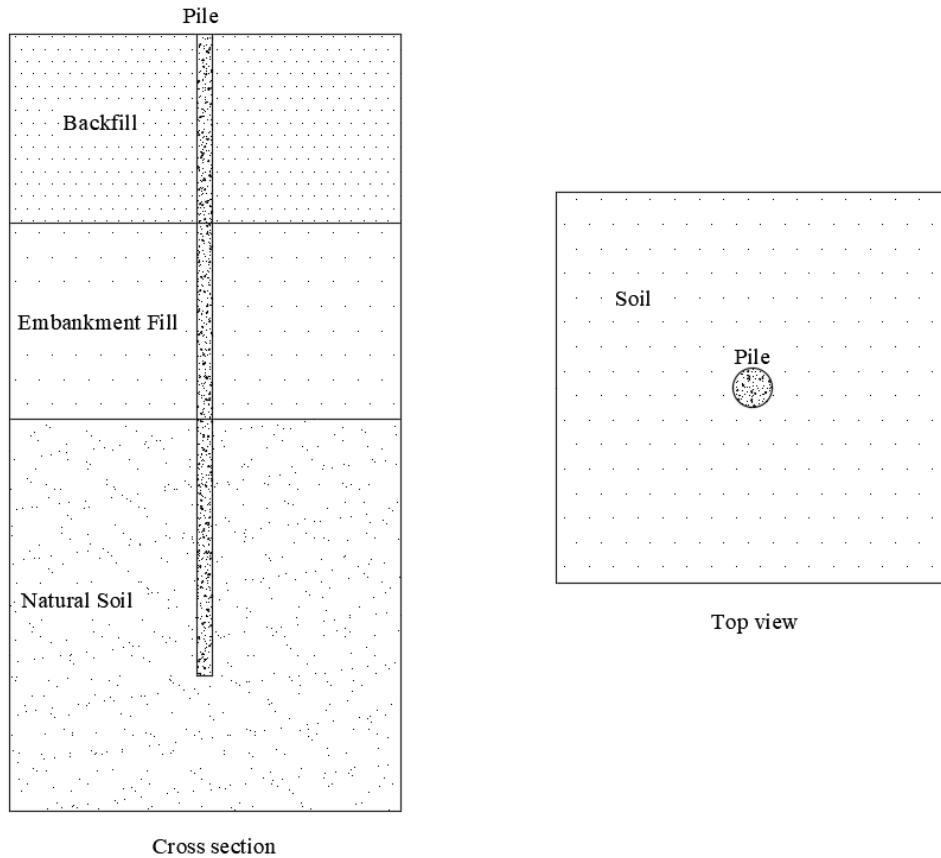 Pile
Backfill
Embankment Fill
Natural Soil
Cross section
Soil
Pile
Top view